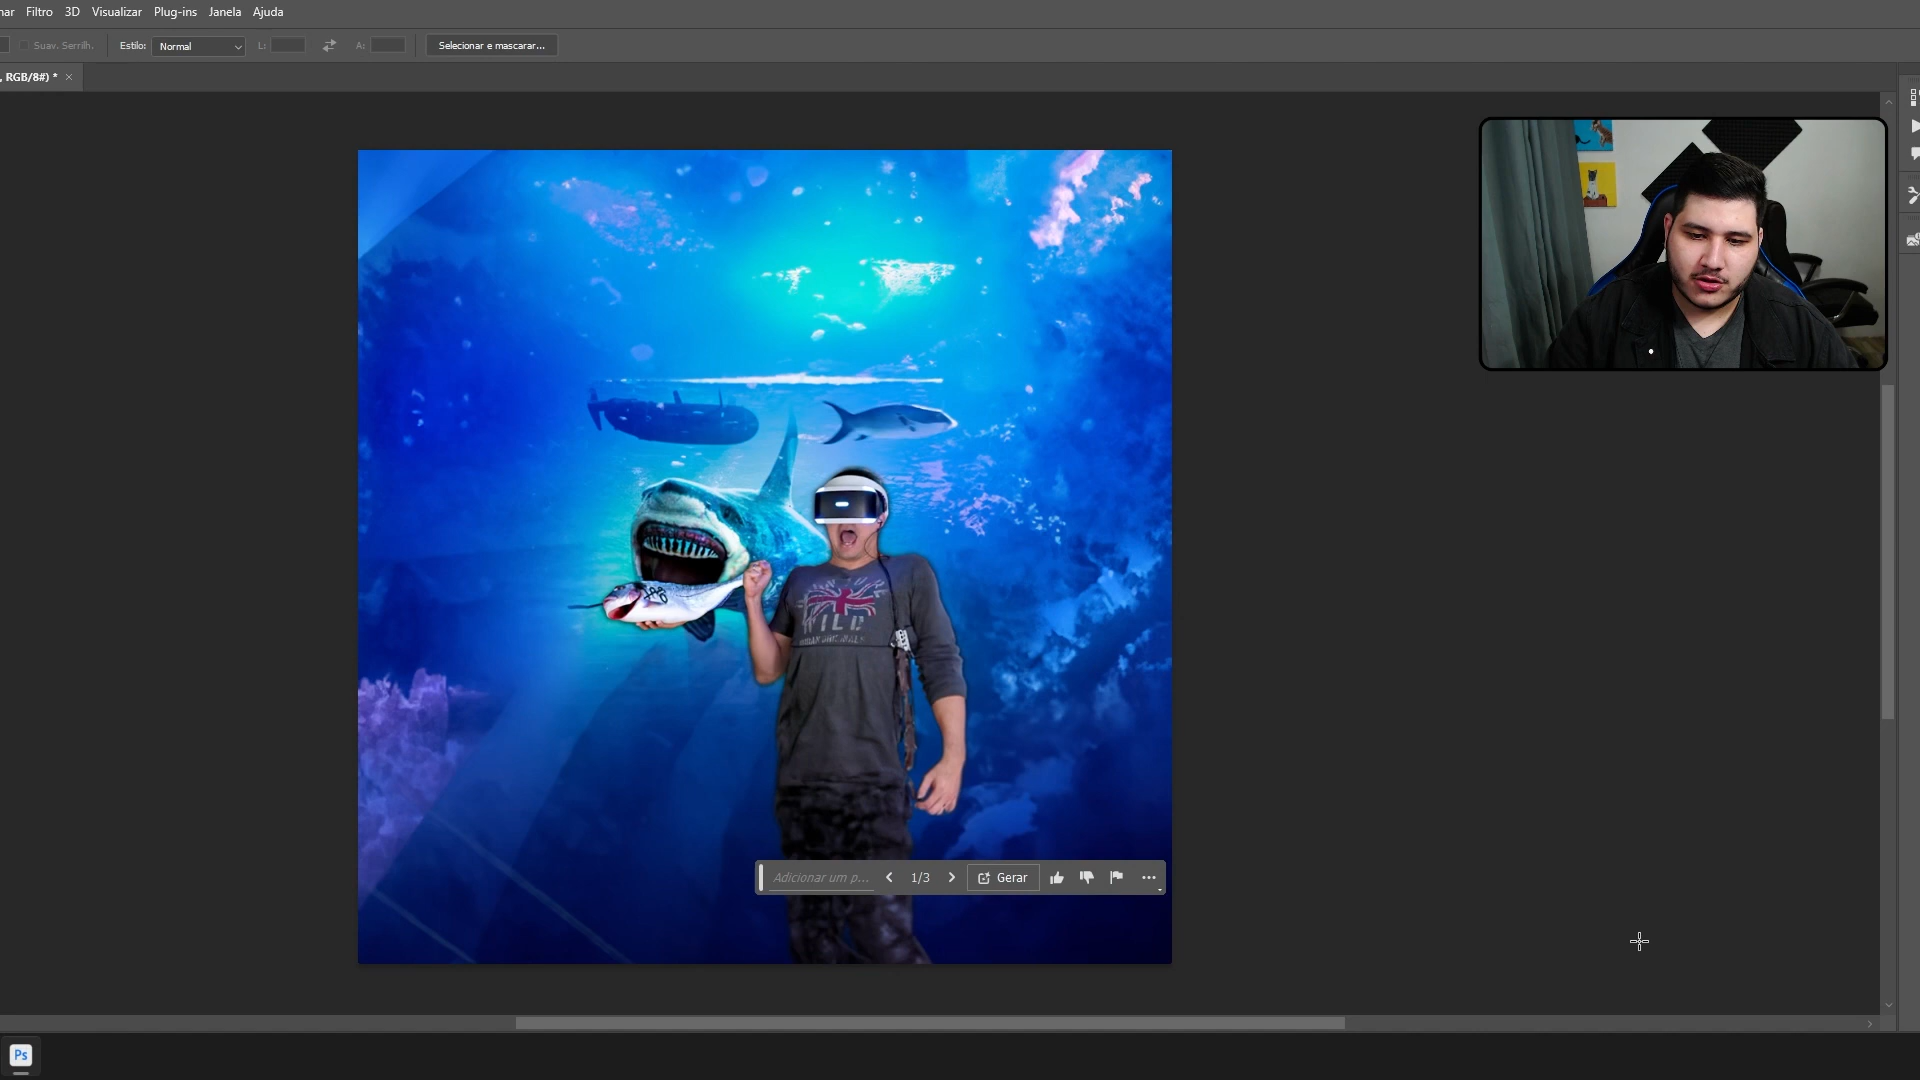 Filtro 3D Visualizar Plug-ins Janela Ajuda
Suav. Serrilh. Estilo: Normal L: A: Selecionar e mascarar...
, RGB/8#) * ×
ILD
Adicionar um p... 1/3 Gerar
Ps